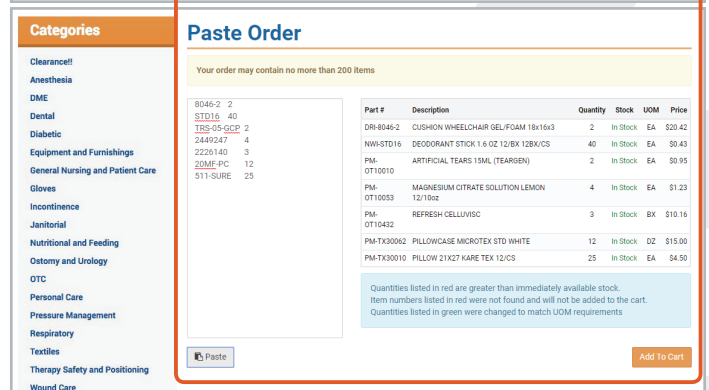 Categories
Clearance!!
Anesthesia
DME
Dental
Diabetic
Equipment and Furnishings
General Nursing and Patient Care
Gloves
Incontinence
Janitorial
Nutritional and Feeding
Ostomy and Urology
OTC
Personal Care
Pressure Management
Respiratory
Textiles
Therapy Safety and Positioning
Wound Care
Paste Order
Your order may contain no more than 200 items
8046-2 2
STD16 40
TRS-05-GCP 2
2449247 4
2226140 3
20MF-PC 12
511-SURE 25
Paste
Part # Description Quantity Stock UOM Price
DRI-8046-2 CUSHION WHEELCHAIR GEL/FOAM 18x16x3 2 In Stock EA $20.42
NWI-STD16 DEODORANT STICK 1.6 OZ 12/BX 12BX/CS 40 In Stock EA $0.43
PM- ARTIFICIAL TEARS 15ML (TEARGEN) 2 In Stock EA $0.95
OT10010
PM- MAGNESIUM CITRATE SOLUTION LEMON 4 In Stock EA $1.23
OT10053 12/10oz
PM- REFRESH CELLUVISC 3 In Stock BX $10.16
OT10432
PM-TX30062 PILLOWCASE MICROTEX STD WHITE 12 In Stock DZ $15.00
PM-TX30010 PILLOW 21X27 KARE TEX 12/CS 25 In Stock EA $4.50
Quantities listed in red are greater than immediately available stock.
Item numbers listed in red were not found and will not be added to the cart.
Quantities listed in green were changed to match UOM requirements
Add To Cart